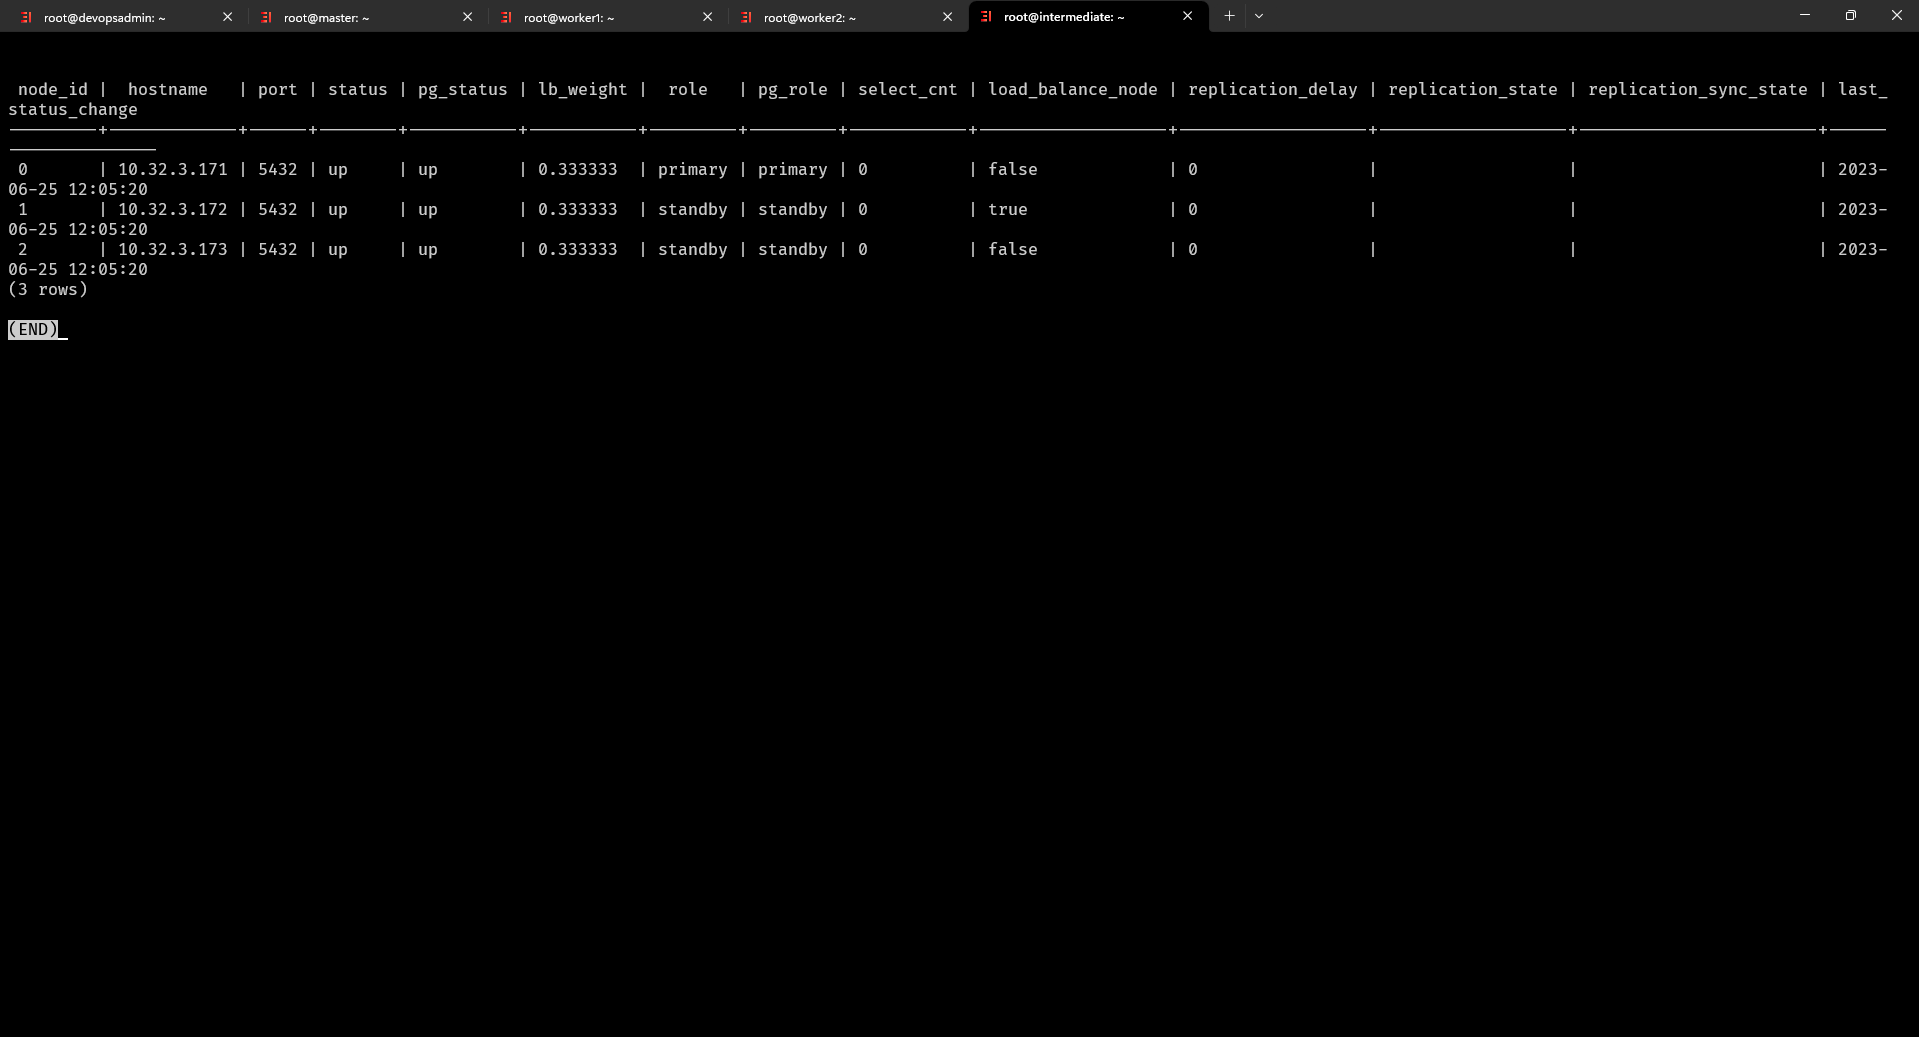 root@devopsadmin: ~ root@master: ~ root@worker1: ~ root@worker2: ~ root@intermediate: ~
node_id | hostname | port | status | pg_status | lb_weight | role | pg_role | select_cnt | load_balance_node | replication_delay | replication_state | replication_sync_state | last_
status_change
---------+-------------+------+--------+-----------+-----------+---------+---------+------------+-------------------+-------------------+-------------------+------------------------+------
---------------
0 | 10.32.3.171 | 5432 | up | up | 0.333333 | primary | primary | 0 | false | 0 | | | 2023-
06-25 12:05:20
1 | 10.32.3.172 | 5432 | up | up | 0.333333 | standby | standby | 0 | true | 0 | | | 2023-
06-25 12:05:20
2 | 10.32.3.173 | 5432 | up | up | 0.333333 | standby | standby | 0 | false | 0 | | | 2023-
06-25 12:05:20
(3 rows)
(END)